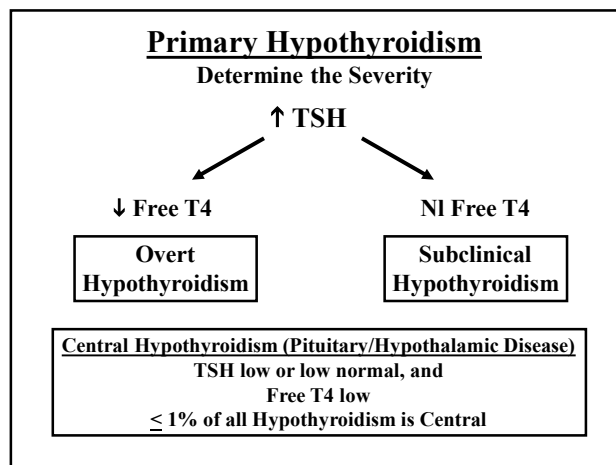 Primary Hypothyroidism
Determine the Severity
↑ TSH
↓ Free T4
Nl Free T4
Overt
Hypothyroidism
Subclinical
Hypothyroidism
Central Hypothyroidism (Pituitary/Hypothalamic Disease)
TSH low or low normal, and
Free T4 low
≤ 1% of all Hypothyroidism is Central